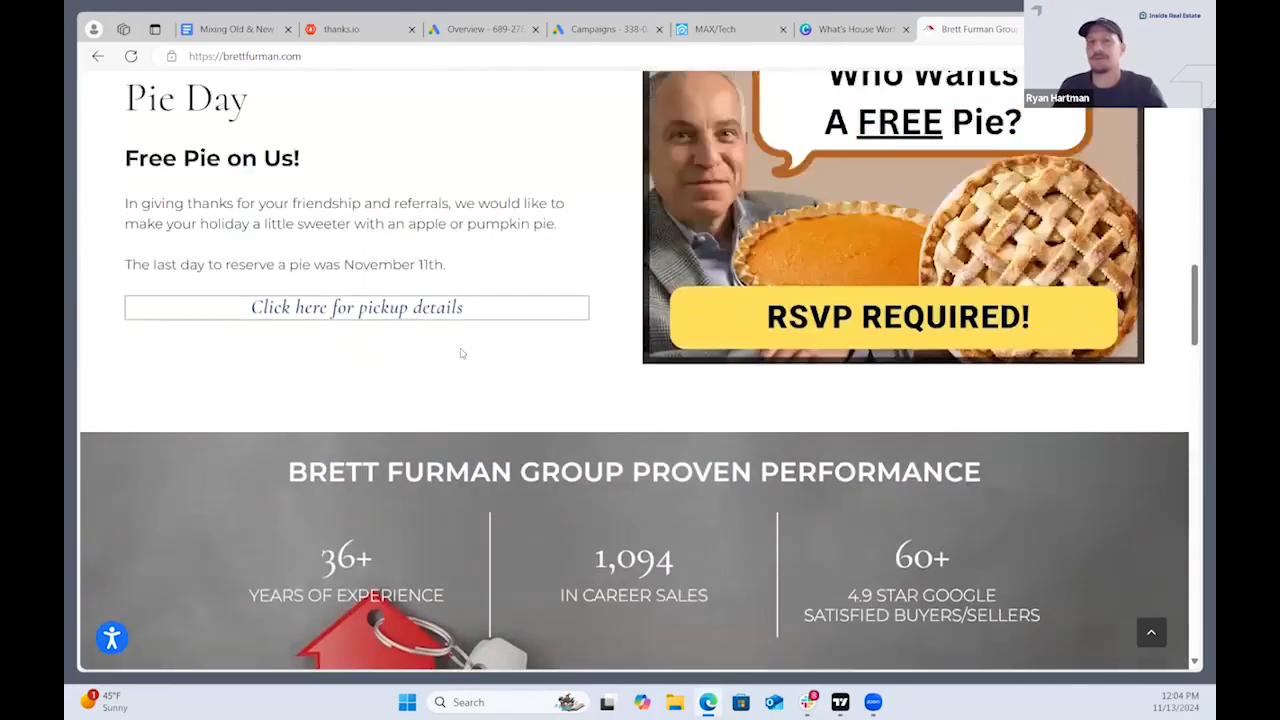 Mixing Old & New
thanks.io
Overview - 689-27
Campaigns - 338-0
MAX/Tech
What's House Wor
Brett Furman Grou
Inside Real Estate
https://brettfurman.com
Ryan Hartman
Pie Day
Free Pie on Us!
In giving thanks for your friendship and referrals, we would like to
make your holiday a little sweeter with an apple or pumpkin pie.
The last day to reserve a pie was November 11th.
Click here for pickup details
Who Wants
A FREE Pie?
RSVP REQUIRED!
BRETT FURMAN GROUP PROVEN PERFORMANCE
36+
YEARS OF EXPERIENCE
1,094
IN CAREER SALES
60+
4.9 STAR GOOGLE
SATISFIED BUYERS/SELLERS
1
45°F
Sunny
Search
8
12:04 PM
11/13/2024